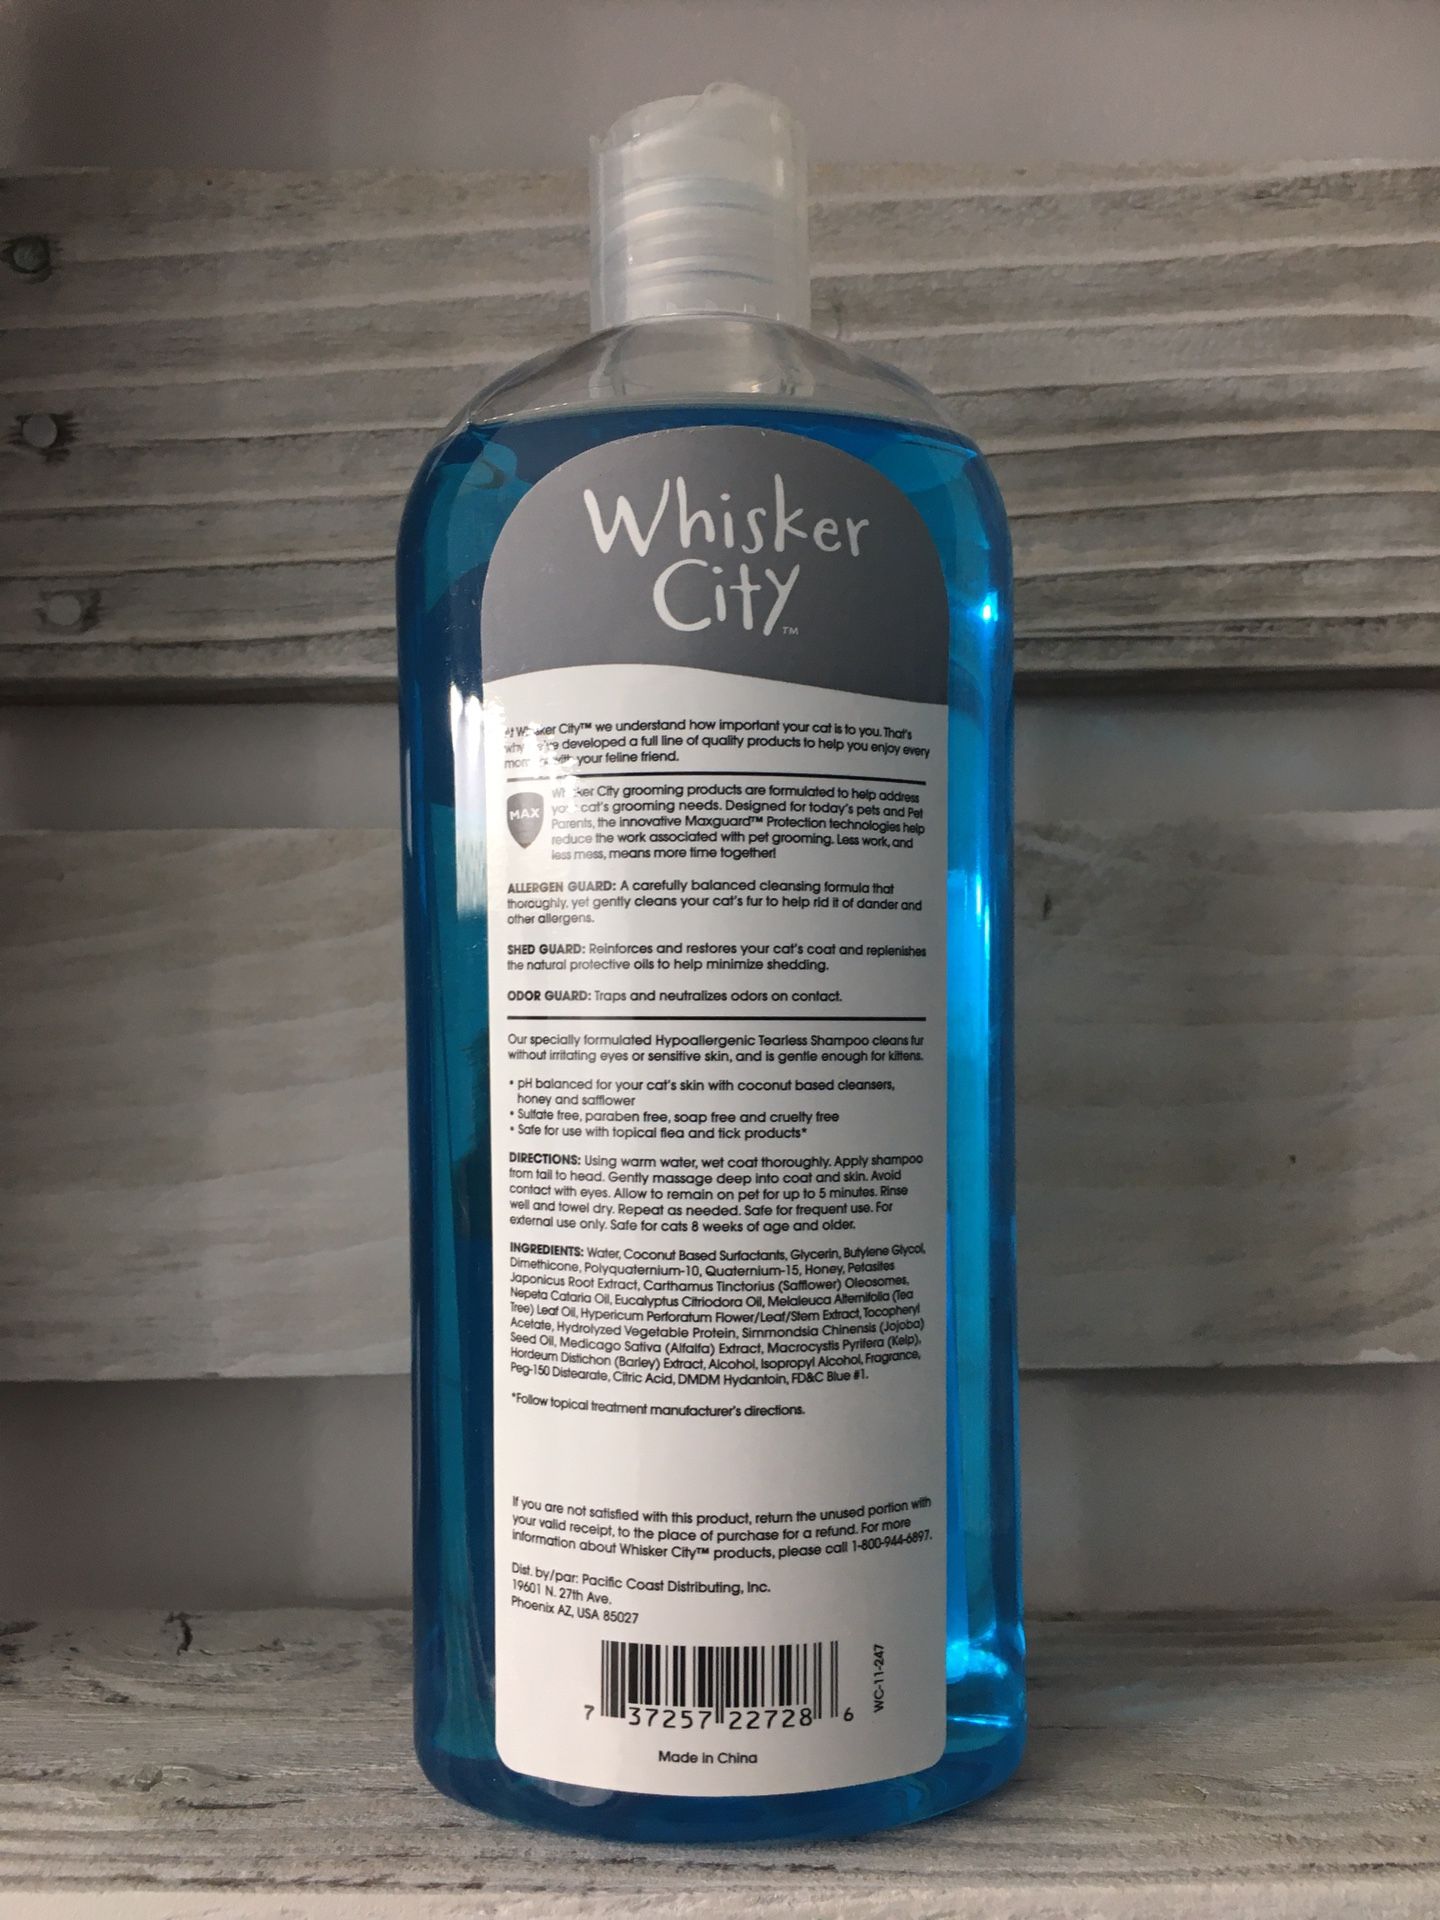 Whisker
City™
At Whisker City™ we understand how important your cat is to you. That's
why we're developed a full line of quality products to help you enjoy every
with your feline friend.
Whisker City grooming products are formulated to help address
MAX
your cat's grooming needs. Designed for today's pets and Pet
Parents, the innovative Maxguard™ Protection technologies help
reduce the work associated with pet grooming. Less work, and
less mess, means more time together!
ALLERGEN GUARD: A carefully balanced cleansing formula that
thoroughly, yet gently cleans your cat's fur to help rid it of dander and
other allergens.
SHED GUARD: Reinforces and restores your cat's coat and replenishes
the natural protective oils to help minimize shedding.
ODOR GUARD: Traps and neutralizes odors on contact.
Our specially formulated Hypoallergenic Tearless Shampoo cleans fur
without irritating eyes or sensitive skin, and is gentle enough for kittens.
• pH balanced for your cat's skin with coconut based cleansers,
honey and safflower
• Sulfate free, paraben free, soap free and cruelty free
• Safe for use with topical flea and tick products*
DIRECTIONS: Using warm water, wet coat thoroughly. Apply shampoo
from tail to head. Gently massage deep into coat and skin. Avoid
contact with eyes. Allow to remain on pet for up to 5 minutes. Rinse
well and towel dry. Repeat as needed. Safe for frequent use. For
external use only. Safe for cats 8 weeks of age and older.
INGREDIENTS: Water, Coconut Based Surfactants, Glycerin, Butylene Glycol,
Dimethicone, Polyquaternium-10, Quaternium-15, Honey, Petasites
Japonicus Root Extract, Carthamus Tinctorius (Safflower) Oleosomes,
Nepeta Cataria Oil, Eucalyptus Citriodora Oil, Melaleuca Alternifolia (Tea
Tree) Leaf Oil, Hypericum Perforatum Flower/Leaf/Stem Extract, Tocopheryl
Acetate, Hydrolyzed Vegetable Protein, Simmondsia Chinensis (Jojoba)
Seed Oil, Medicago Sativa (Alfalfa) Extract, Macrocystis Pyrifera (Kelp),
Hordeum Distichon (Barley) Extract, Alcohol, Isopropyl Alcohol, Fragrance,
Peg-150 Distearate, Citric Acid, DMDM Hydantoin, FD&C Blue #1.
*Follow topical treatment manufacturer's directions.
If you are not satisfied with this product, return the unused portion with
your valid receipt, to the place of purchase for a refund. For more
information about Whisker City™ products, please call 1-800-944-6897.
Dist. by/par: Pacific Coast Distributing, Inc.
19601 N. 27th Ave.
Phoenix AZ, USA 85027
7 37257 22728 6
WC-11-247
Made in China